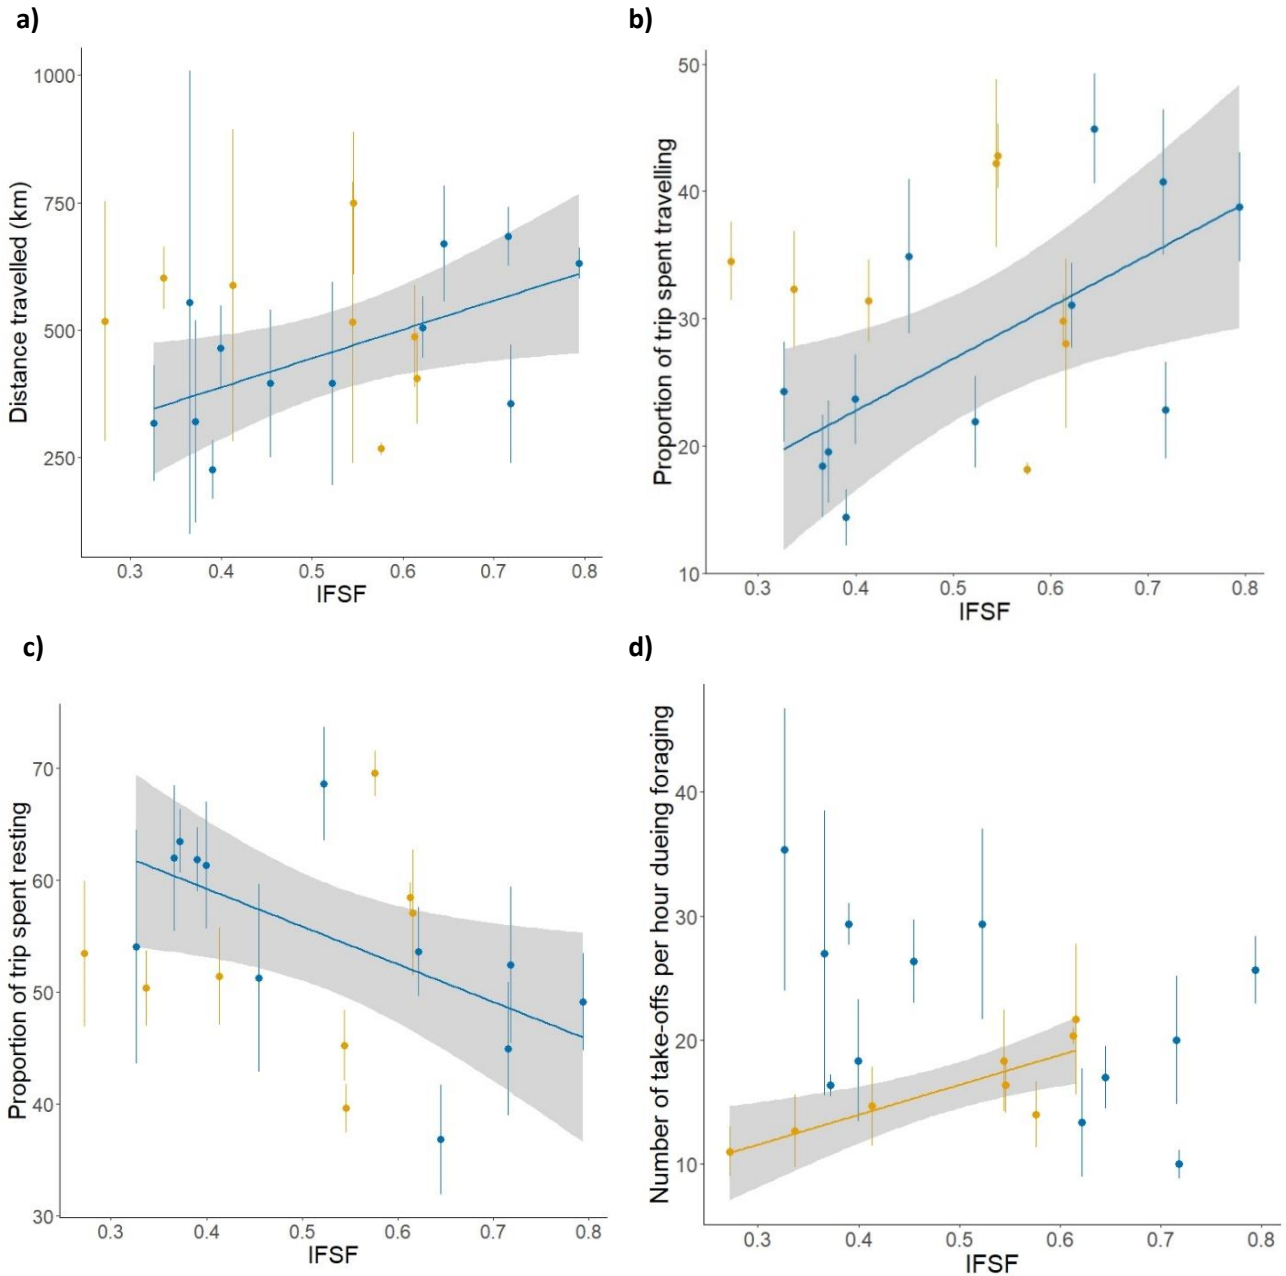 a)
1000
750
500
250
Distance travelled (km)
0.3 0.4 0.5 0.6 0.7 0.8
IFSF
b)
50
40
30
20
10
Proportion of trip spent travelling
0.3 0.4 0.5 0.6 0.7 0.8
IFSF
c)
70
60
50
40
30
Proportion of trip spent resting
0.3 0.4 0.5 0.6 0.7 0.8
IFSF
d)
40
30
20
10
Number of take-offs per hour dueing foraging
0.3 0.4 0.5 0.6 0.7 0.8
IFSF